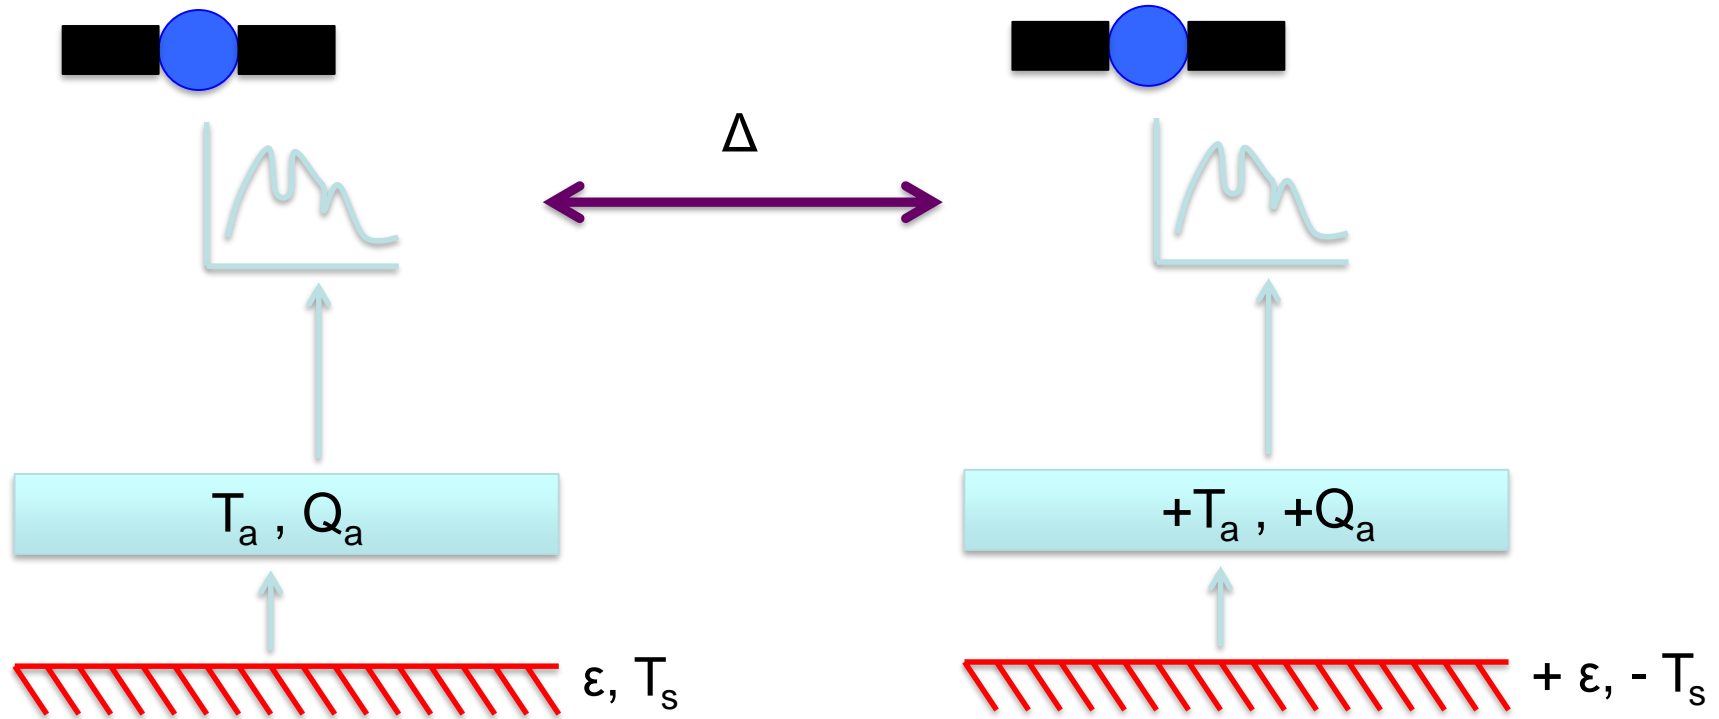 Δ
Tₐ , Qₐ
+Tₐ , +Qₐ
ε, Tₛ
+ ε, - Tₛ